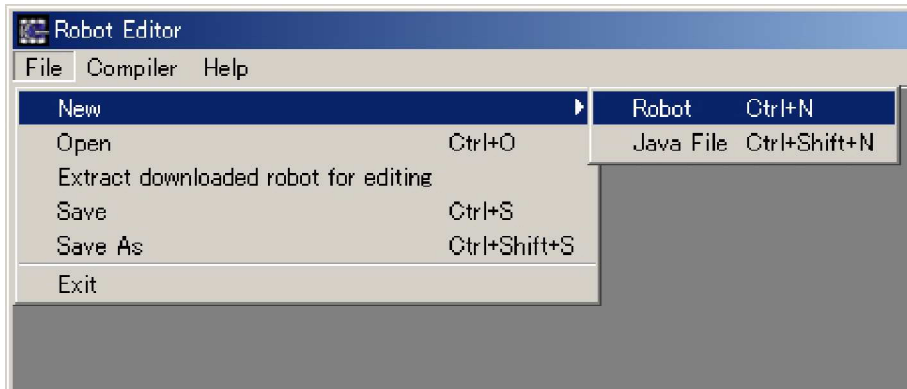 Robot Editor
File Compiler Help
New Robot Ctrl+N
Open Ctrl+O Java File Ctrl+Shift+N
Extract downloaded robot for editing
Save Ctrl+S
Save As Ctrl+Shift+S
Exit